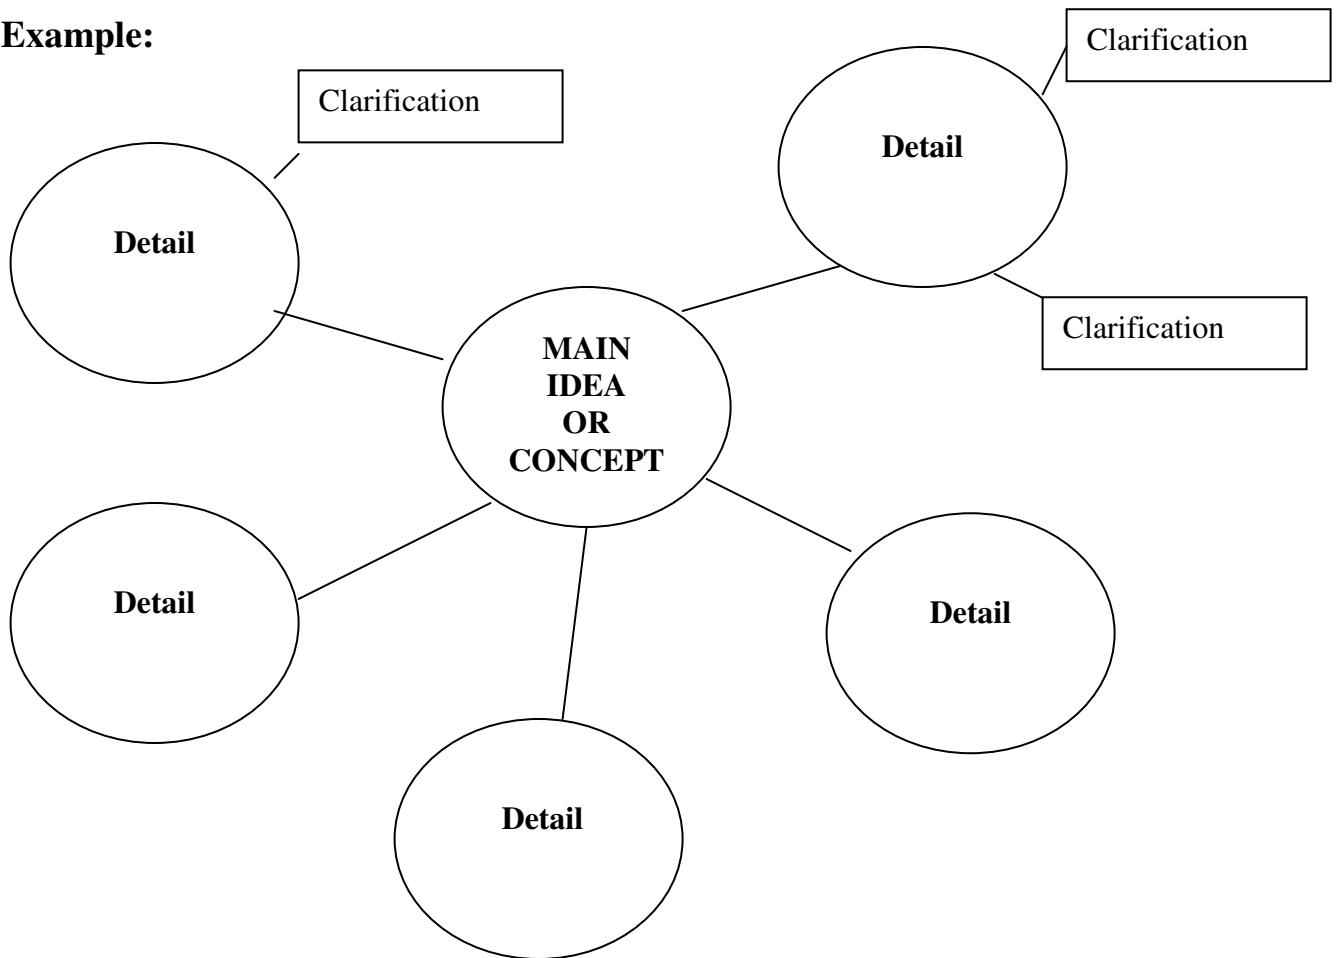 Example:
Clarification
Clarification
Detail
Detail
Clarification
MAIN
IDEA
OR
CONCEPT
Detail
Detail
Detail